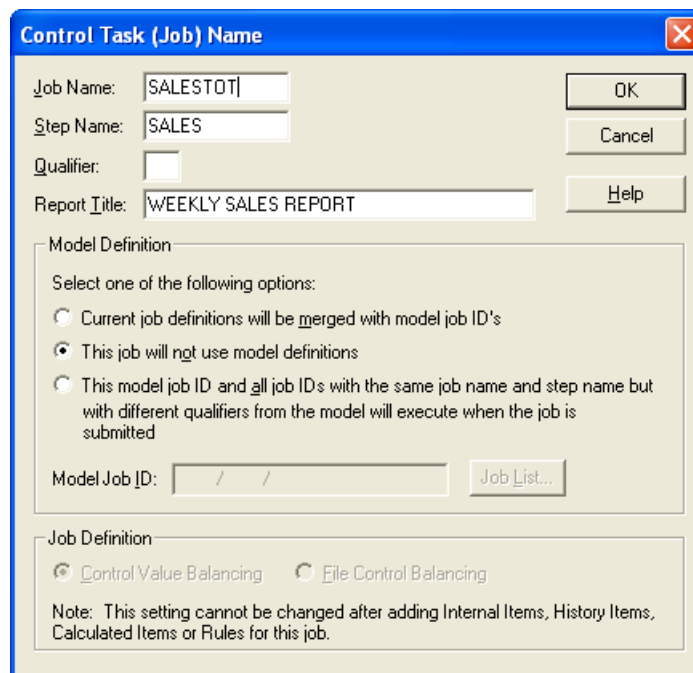 Control Task (Job) Name
Job Name: SALESTOT
OK
Step Name: SALES
Cancel
Qualifier:
Help
Report Title: WEEKLY SALES REPORT
Model Definition
Select one of the following options:
Current job definitions will be merged with model job ID's
This job will not use model definitions
This model job ID and all job IDs with the same job name and step name but
with different qualifiers from the model will execute when the job is
submitted
Model Job ID: / / Job List...
Job Definition
Control Value Balancing File Control Balancing
Note: This setting cannot be changed after adding Internal Items, History Items,
Calculated Items or Rules for this job.